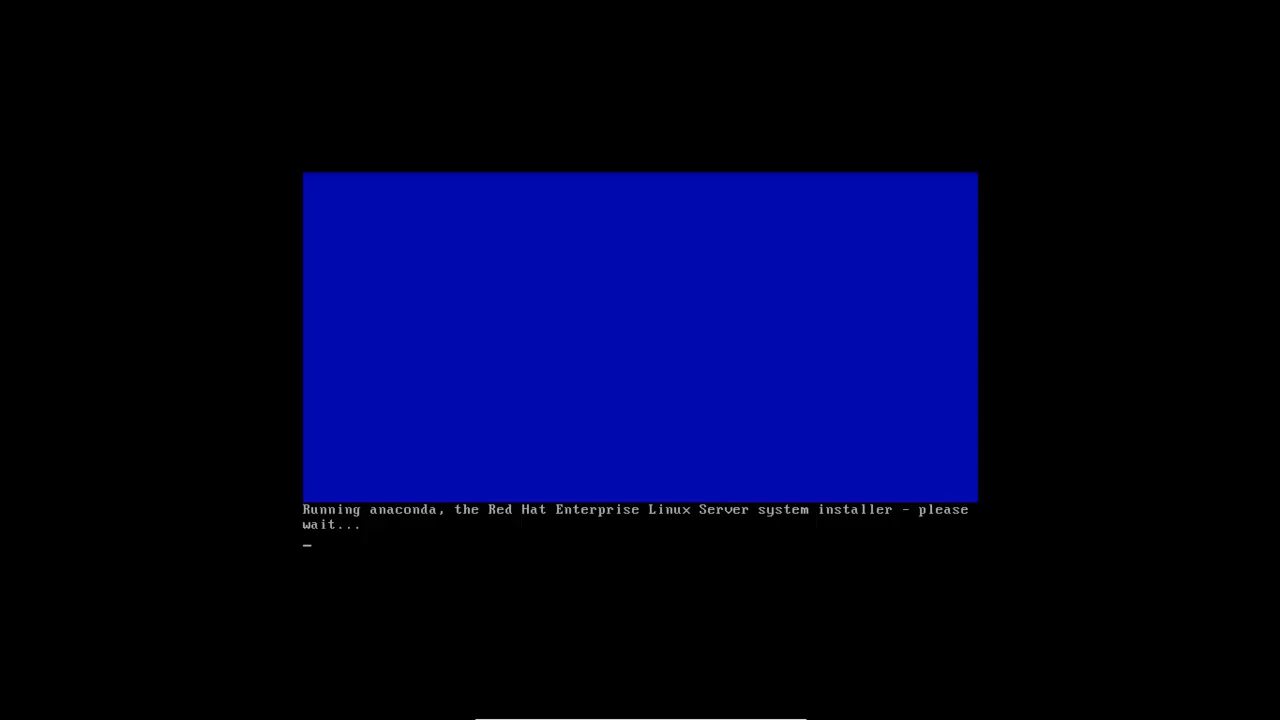 Running anaconda, the Red Hat Enterprise Linux Server system installer - please
wait...